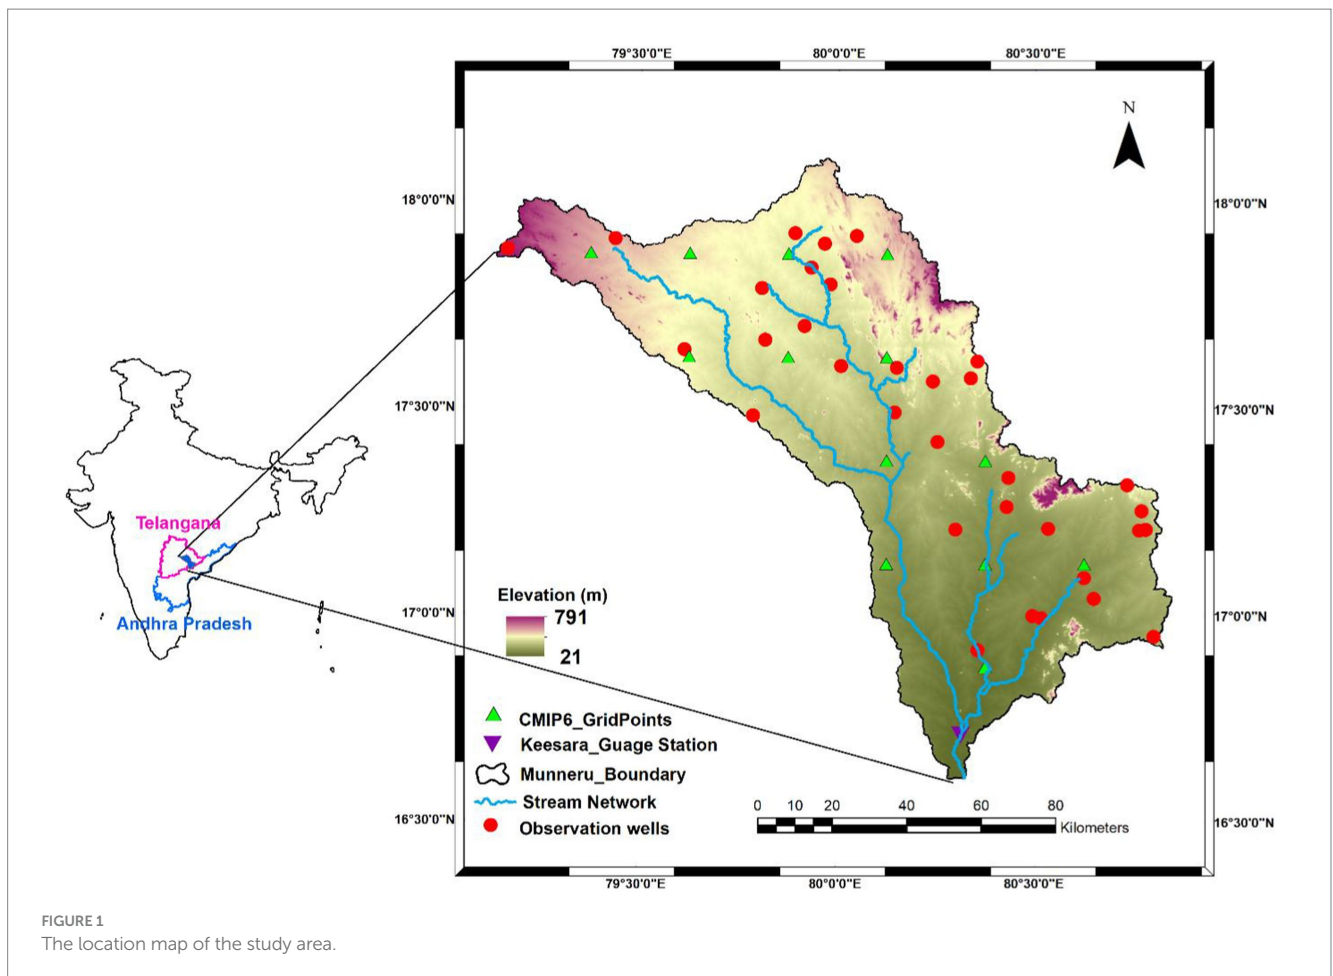 79°30'0"E 80°0'0"E 80°30'0"E
N
18°0'0"N 18°0'0"N
17°30'0"N 17°30'0"N
Telangana
Andhra Pradesh
17°0'0"N 17°0'0"N
Elevation (m)
791
21
CMIP6_GridPoints
Keesara_Guage Station
Munneru_Boundary
Stream Network
Observation wells
0 10 20 40 60 80
Kilometers
16°30'0"N 16°30'0"N
79°30'0"E 80°0'0"E 80°30'0"E
FIGURE 1
The location map of the study area.